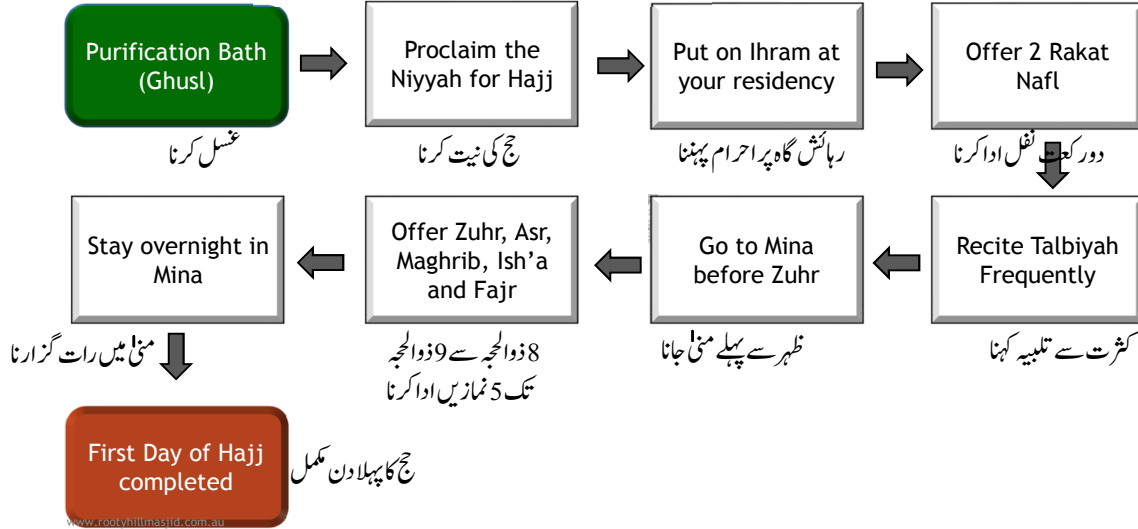 Purification Bath
(Ghusl)
غسل کرنا
Proclaim the
Niyyah for Hajj
حج کی نیت کرنا
Put on Ihram at
your residency
رہائش گاہ پر احرام پہننا
Offer 2 Rakat
Nafl
دو رکعت نفل ادا کرنا
Recite Talbiyah
Frequently
کثرت سے تلبیہ کہنا
Go to Mina
before Zuhr
ظہر سے پہلے منیٰ جانا
Offer Zuhr, Asr,
Maghrib, Ish’a
and Fajr
8 ذوالحجہ سے 9 ذوالحجہ
تک 5 نمازیں ادا کرنا
Stay overnight in
Mina
منیٰ میں رات گزارنا
First Day of Hajj
completed
حج کا پہلا دن مکمل
www.rootyhillmasjid.com.au